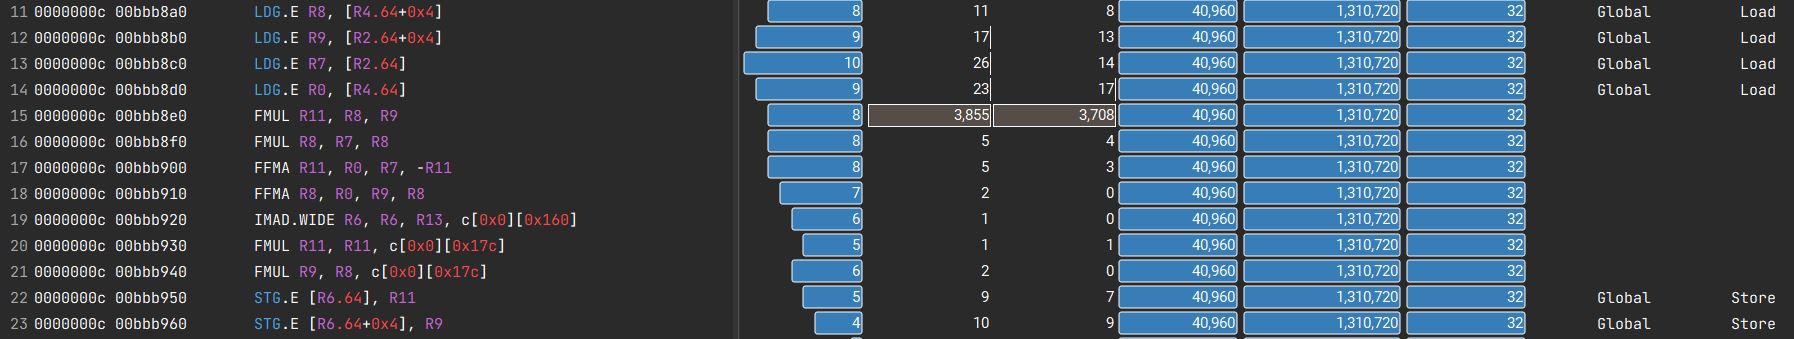 11 0000000c 00bbb8a0 LDG.E R8, [R4.64+0x4] 8 11 8 40,960 1,310,720 32 Global Load
12 0000000c 00bbb8b0 LDG.E R9, [R2.64+0x4] 9 17 13 40,960 1,310,720 32 Global Load
13 0000000c 00bbb8c0 LDG.E R7, [R2.64] 10 26 14 40,960 1,310,720 32 Global Load
14 0000000c 00bbb8d0 LDG.E R0, [R4.64] 9 23 17 40,960 1,310,720 32 Global Load
15 0000000c 00bbb8e0 FMUL R11, R8, R9 8 3,855 3,708 40,960 1,310,720 32
16 0000000c 00bbb8f0 FMUL R8, R7, R8 8 5 4 40,960 1,310,720 32
17 0000000c 00bbb900 FFMA R11, R0, R7, -R11 8 5 3 40,960 1,310,720 32
18 0000000c 00bbb910 FFMA R8, R0, R9, R8 7 2 0 40,960 1,310,720 32
19 0000000c 00bbb920 IMAD.WIDE R6, R6, R13, c[0x0][0x160] 6 1 0 40,960 1,310,720 32
20 0000000c 00bbb930 FMUL R11, R11, c[0x0][0x17c] 5 1 1 40,960 1,310,720 32
21 0000000c 00bbb940 FMUL R9, R8, c[0x0][0x17c] 6 2 0 40,960 1,310,720 32
22 0000000c 00bbb950 STG.E [R6.64], R11 5 9 7 40,960 1,310,720 32 Global Store
23 0000000c 00bbb960 STG.E [R6.64+0x4], R9 4 10 9 40,960 1,310,720 32 Global Store